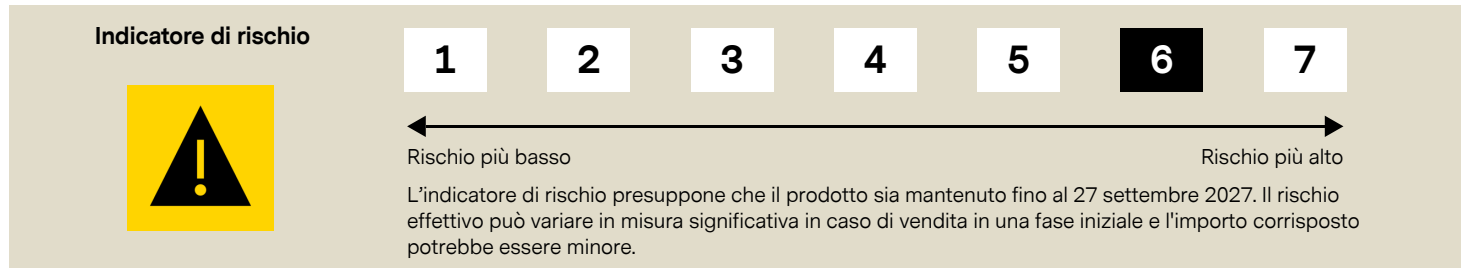 Indicatore di rischio
1 2 3 4 5 6 7
!
Rischio più basso Rischio più alto
L’indicatore di rischio presuppone che il prodotto sia mantenuto fino al 27 settembre 2027. Il rischio
effettivo può variare in misura significativa in caso di vendita in una fase iniziale e l'importo corrisposto
potrebbe essere minore.